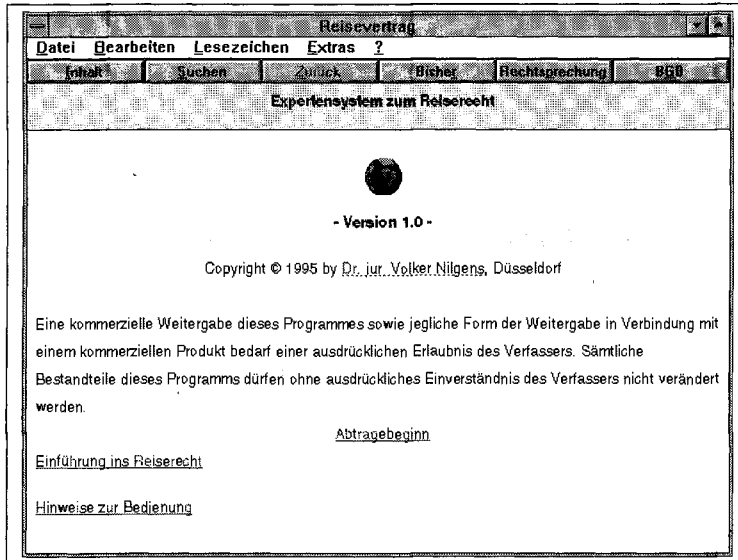 Reisevertrag
Datei Bearbeiten Lesezeichen Extras ?
Inhalt Suchen Zurück Bisher Rechtsprechung BGB
Expertensystem zum Reiserecht
- Version 1.0 -
Copyright © 1995 by Dr. jur. Volker Nilgens, Düsseldorf
Eine kommerzielle Weitergabe dieses Programmes sowie jegliche Form der Weitergabe in Verbindung mit
einem kommerziellen Produkt bedarf einer ausdrücklichen Erlaubnis des Verfassers. Sämtliche
Bestandteile dieses Programms dürfen ohne ausdrückliches Einverständnis des Verfassers nicht verändert
werden.
Abfragebeginn
Einführung ins Reiserecht
Hinweise zur Bedienung